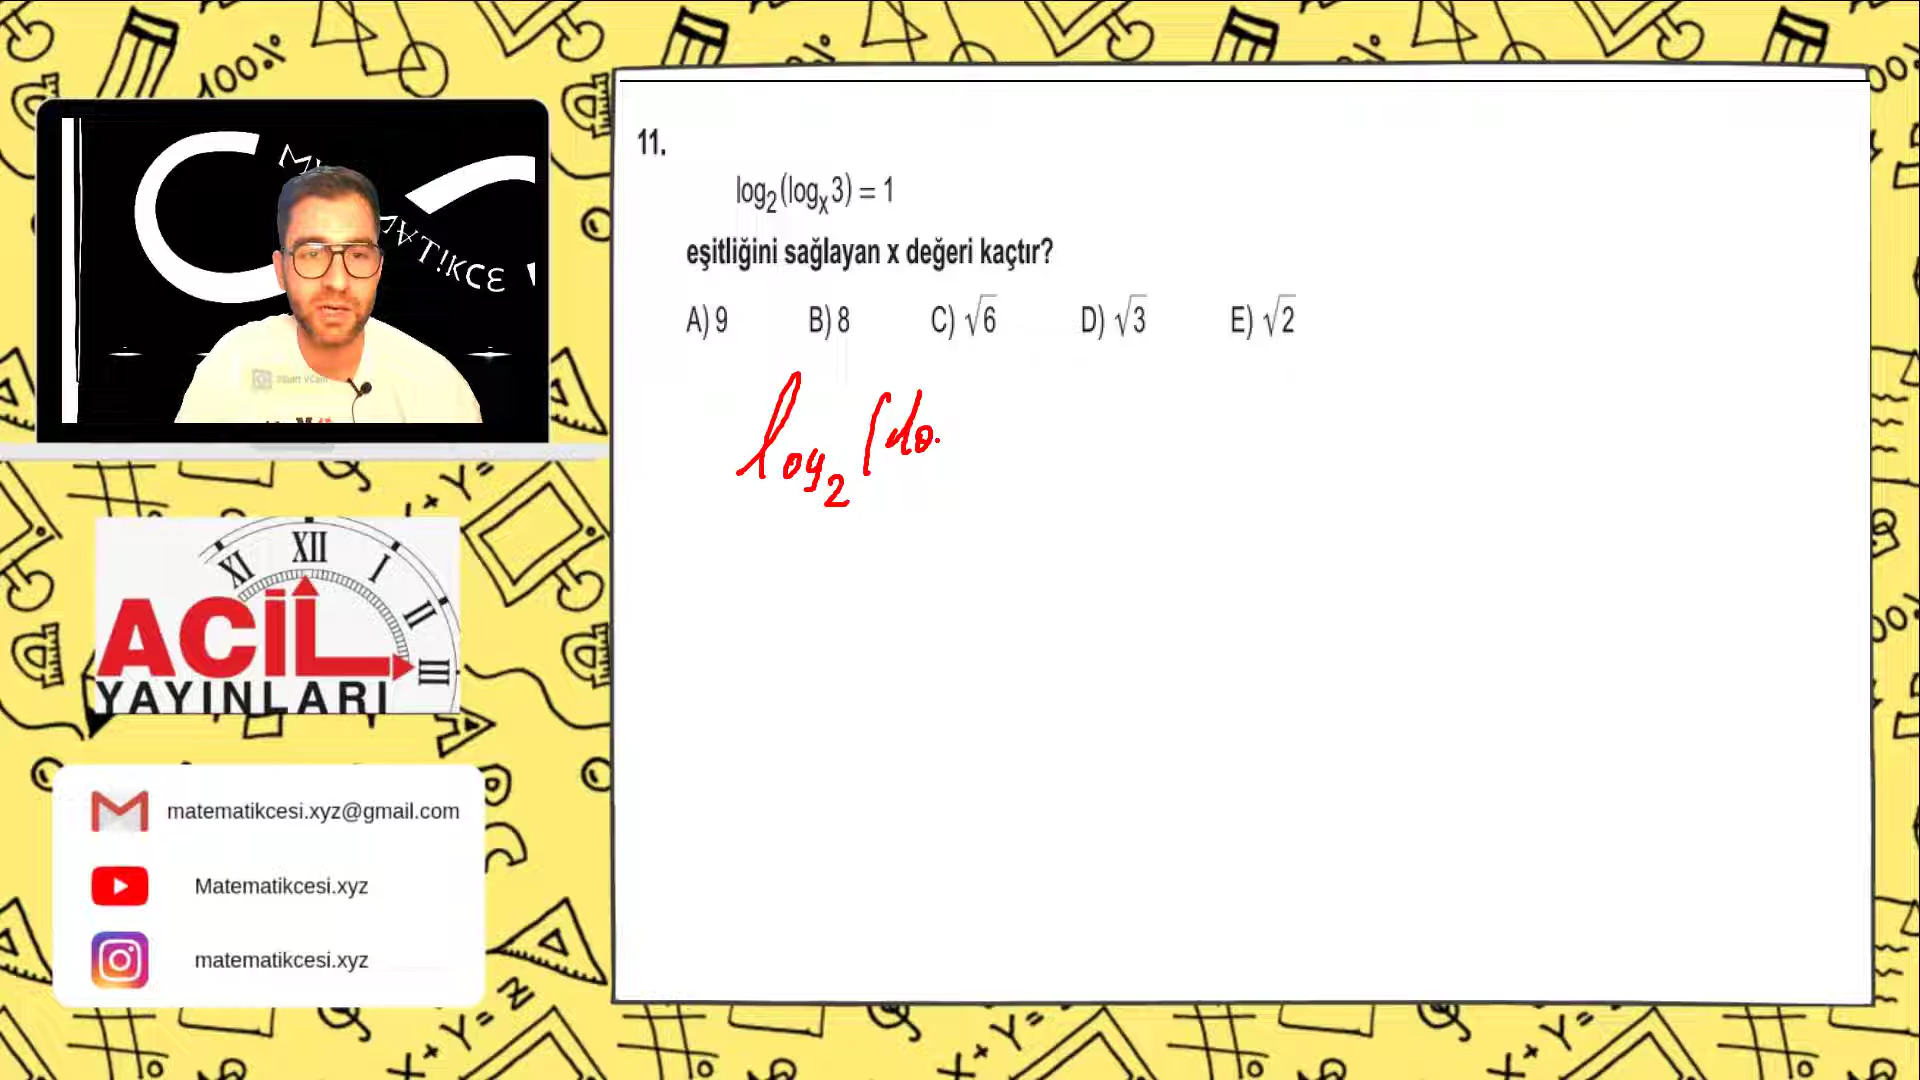 11.
log₂(logₓ3) = 1
eşitliğini sağlayan x değeri kaçtır?
A) 9 B) 8 C) √6 D) √3 E) √2
log₂(lo
XI XII I II III
ACİL
YAYINLARI
matematikcesi.xyz@gmail.com
Matematikcesi.xyz
matematikcesi.xyz